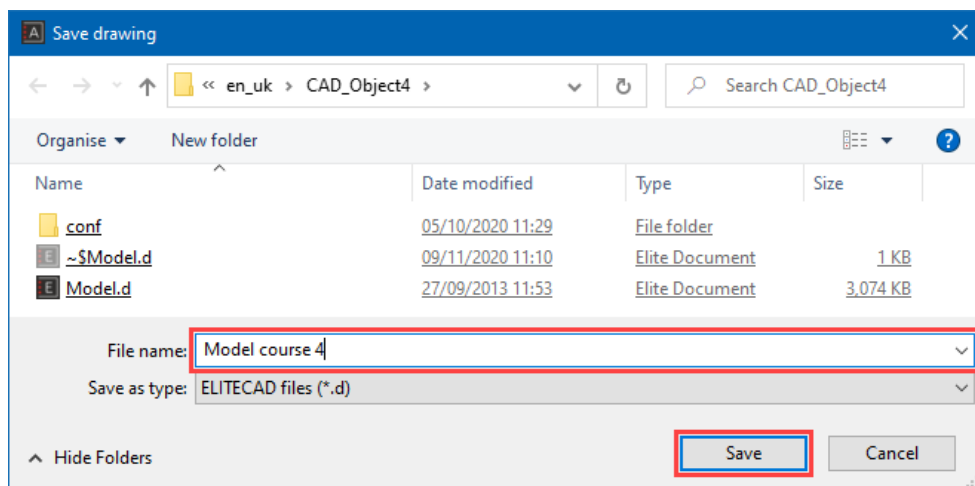 A Save drawing
« en_uk > CAD_Object4 > Search CAD_Object4
Organise New folder ?
Name Date modified Type Size
conf 05/10/2020 11:29 File folder
E ~$Model.d 09/11/2020 11:10 Elite Document 1 KB
E Model.d 27/09/2013 11:53 Elite Document 3,074 KB
File name: Model course 4
Save as type: ELITECAD files (*.d)
Hide Folders Save Cancel